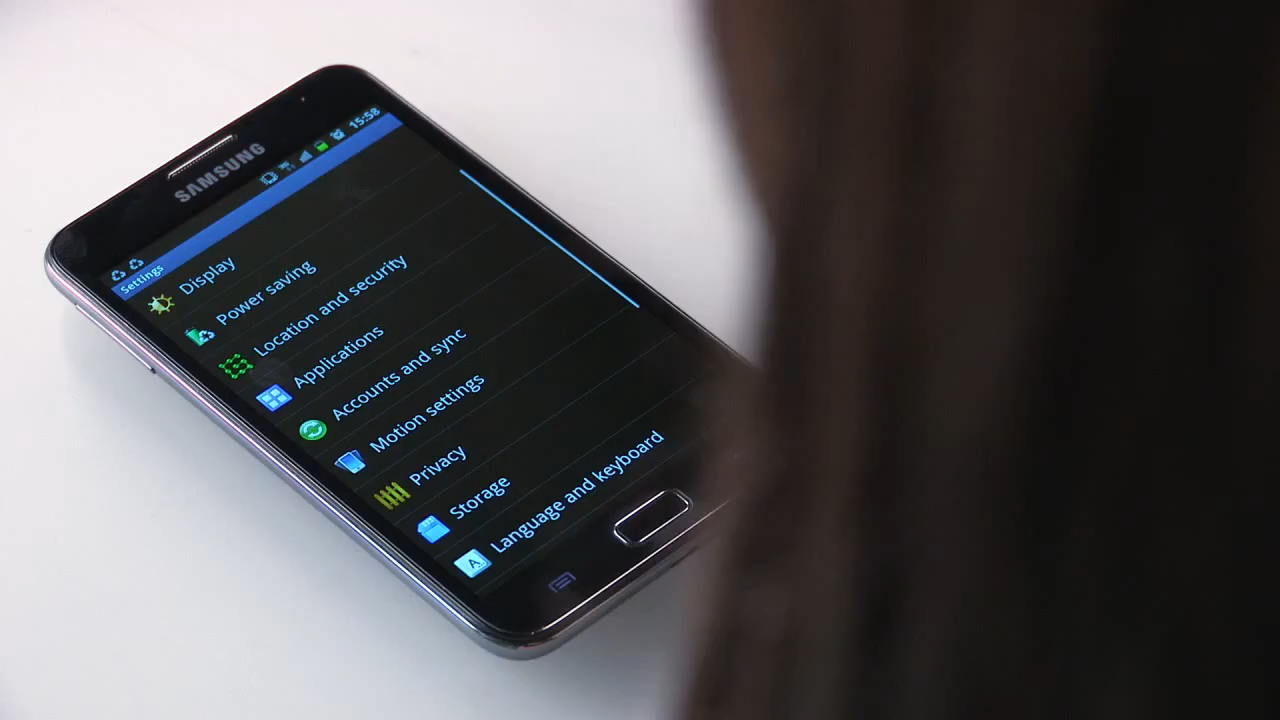 SAMSUNG
15:58
Settings
Display
Power saving
Location and security
Applications
Accounts and sync
Motion settings
Privacy
Storage
A Language and keyboard